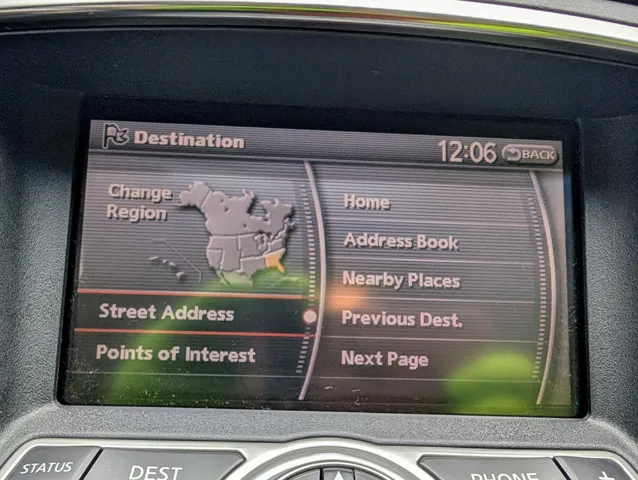 Destination
12:06 BACK
Change
Region
Street Address
Points of Interest
Home
Address Book
Nearby Places
Previous Dest.
Next Page
STATUS
DEST
PHONE
+